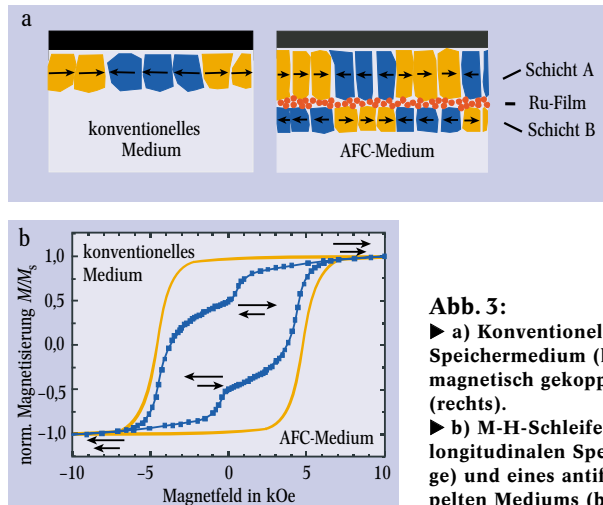 a
Schicht A
Ru-Film
Schicht B
konventionelles
Medium
AFC-Medium
b
konventionelles
Medium
AFC-Medium
norm. Magnetisierung M/Ms
1,0
0,5
0,0
−0,5
−1,0
−10
−5
0
5
10
Magnetfeld in kOe
Abb. 3:
▶ a) Konventionel
Speichermedium (
magnetisch gekopp
(rechts).
▶ b) M-H-Schleife
longitudinalen Spe
ge) und eines antif
pelten Mediums (b